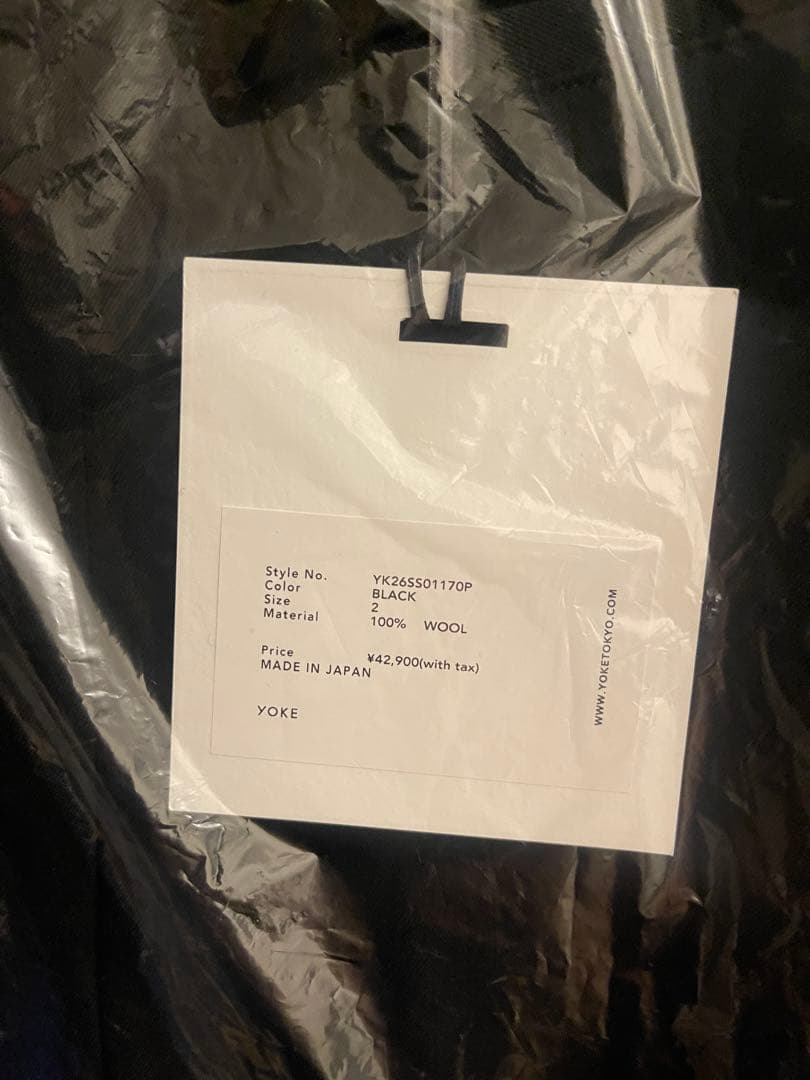 Style No. YK26SS01170P
Color BLACK
Size 2
Material 100% WOOL
Price ¥42,900(with tax)
MADE IN JAPAN
YOKE
WWW.YOKETOKYO.COM